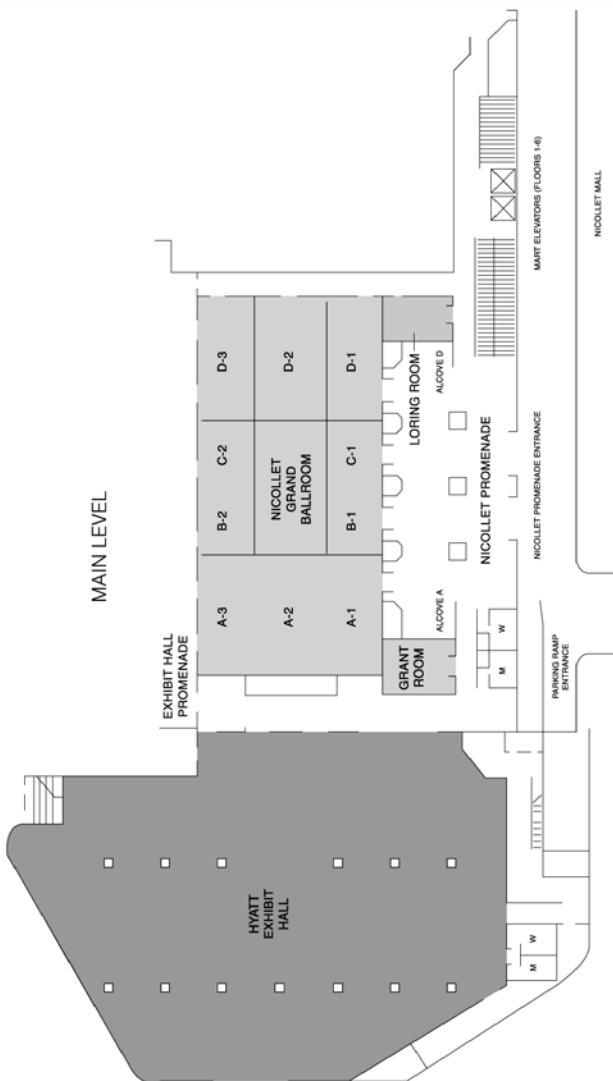 MAIN LEVEL
EXHIBIT HALL
PROMENADE
HYATT
EXHIBIT
HALL
A-3
A-2
A-1
B-2
C-2
NICOLLET
GRAND
BALLROOM
B-1
C-1
D-3
D-2
D-1
GRANT
ROOM
LORING ROOM
ALCOVE A
ALCOVE D
NICOLLET PROMENADE
M
W
M
W
PARKING RAMP
ENTRANCE
NICOLLET PROMENADE ENTRANCE
MART ELEVATORS (FLOORS 1-6)
NICOLLET MALL